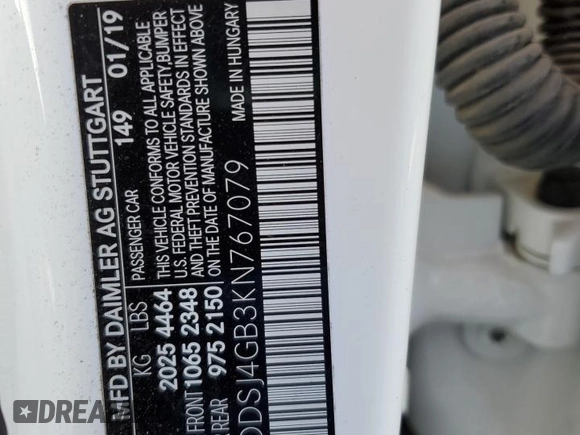 MFD BY DAIMLER AG STUTTGART
PASSENGER CAR 149 01/19
KG LBS
2025 4464
FRONT 1065 2348
REAR 975 2150
THIS VEHICLE CONFORMS TO ALL APPLICABLE
U.S. FEDERAL MOTOR VEHICLE SAFETY, BUMPER
AND THEFT PREVENTION STANDARDS IN EFFECT
ON THE DATE OF MANUFACTURE SHOWN ABOVE
DDSJ4GB3KN767079
MADE IN HUNGARY